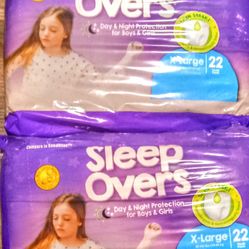 Overs
Day & Night Protection
for Boys & Girls
X-Large 22
Sleep
Overs
Day & Night Protection
for Boys & Girls
X-Large 22